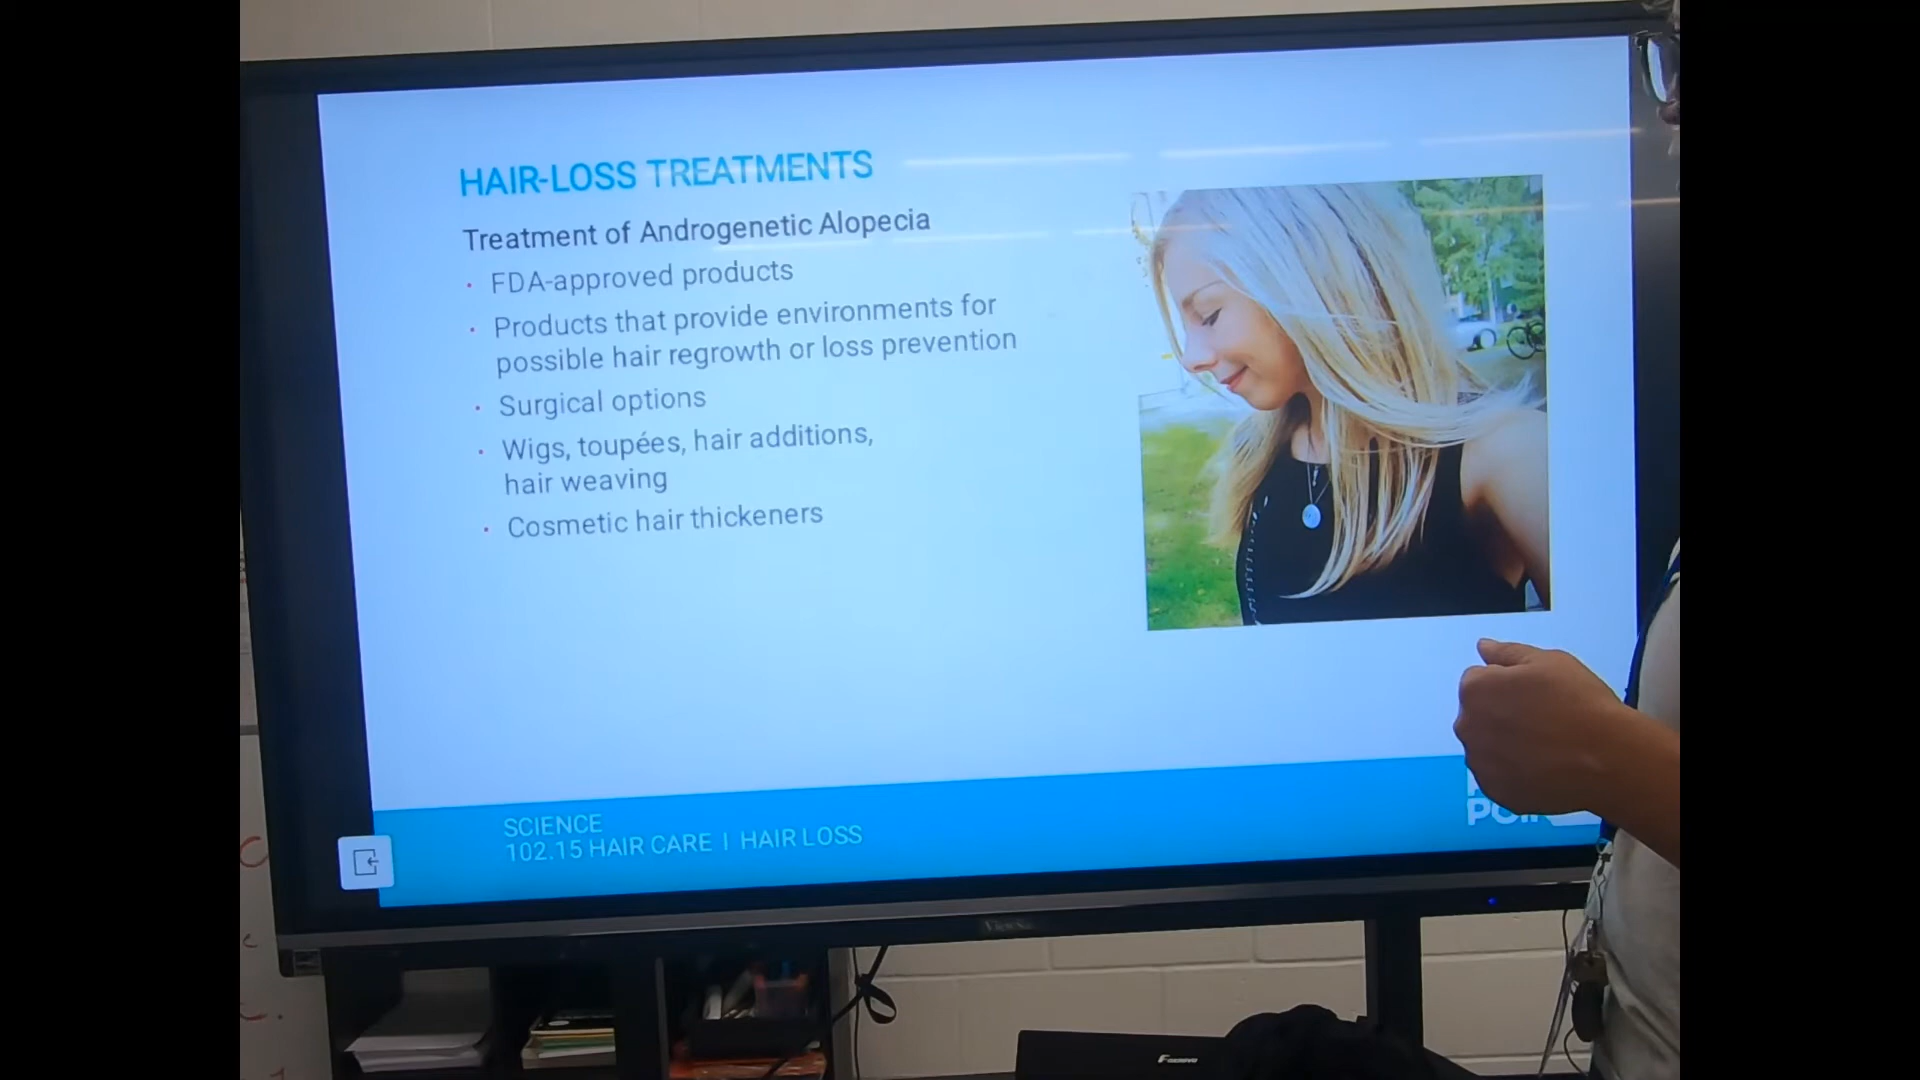 HAIR-LOSS TREATMENTS
Treatment of Androgenetic Alopecia
· FDA-approved products
· Products that provide environments for
possible hair regrowth or loss prevention
· Surgical options
· Wigs, toupées, hair additions,
hair weaving
· Cosmetic hair thickeners
SCIENCE
102.15 HAIR CARE | HAIR LOSS